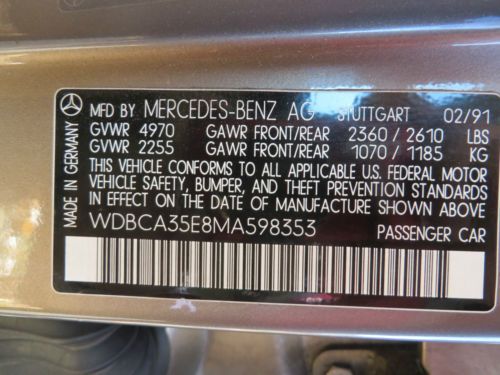 MADE IN GERMANY
MFD BY MERCEDES-BENZ AG STUTTGART 02/91
GVWR 4970 GAWR FRONT/REAR 2360 / 2610 LBS
GVWR 2255 GAWR FRONT/REAR 1070 / 1185 KG
THIS VEHICLE CONFORMS TO ALL APPLICABLE U.S. FEDERAL MOTOR
VEHICLE SAFETY, BUMPER, AND THEFT PREVENTION STANDARDS
IN EFFECT ON THE DATE OF MANUFACTURE SHOWN ABOVE
WDBCA35E8MA598353 PASSENGER CAR